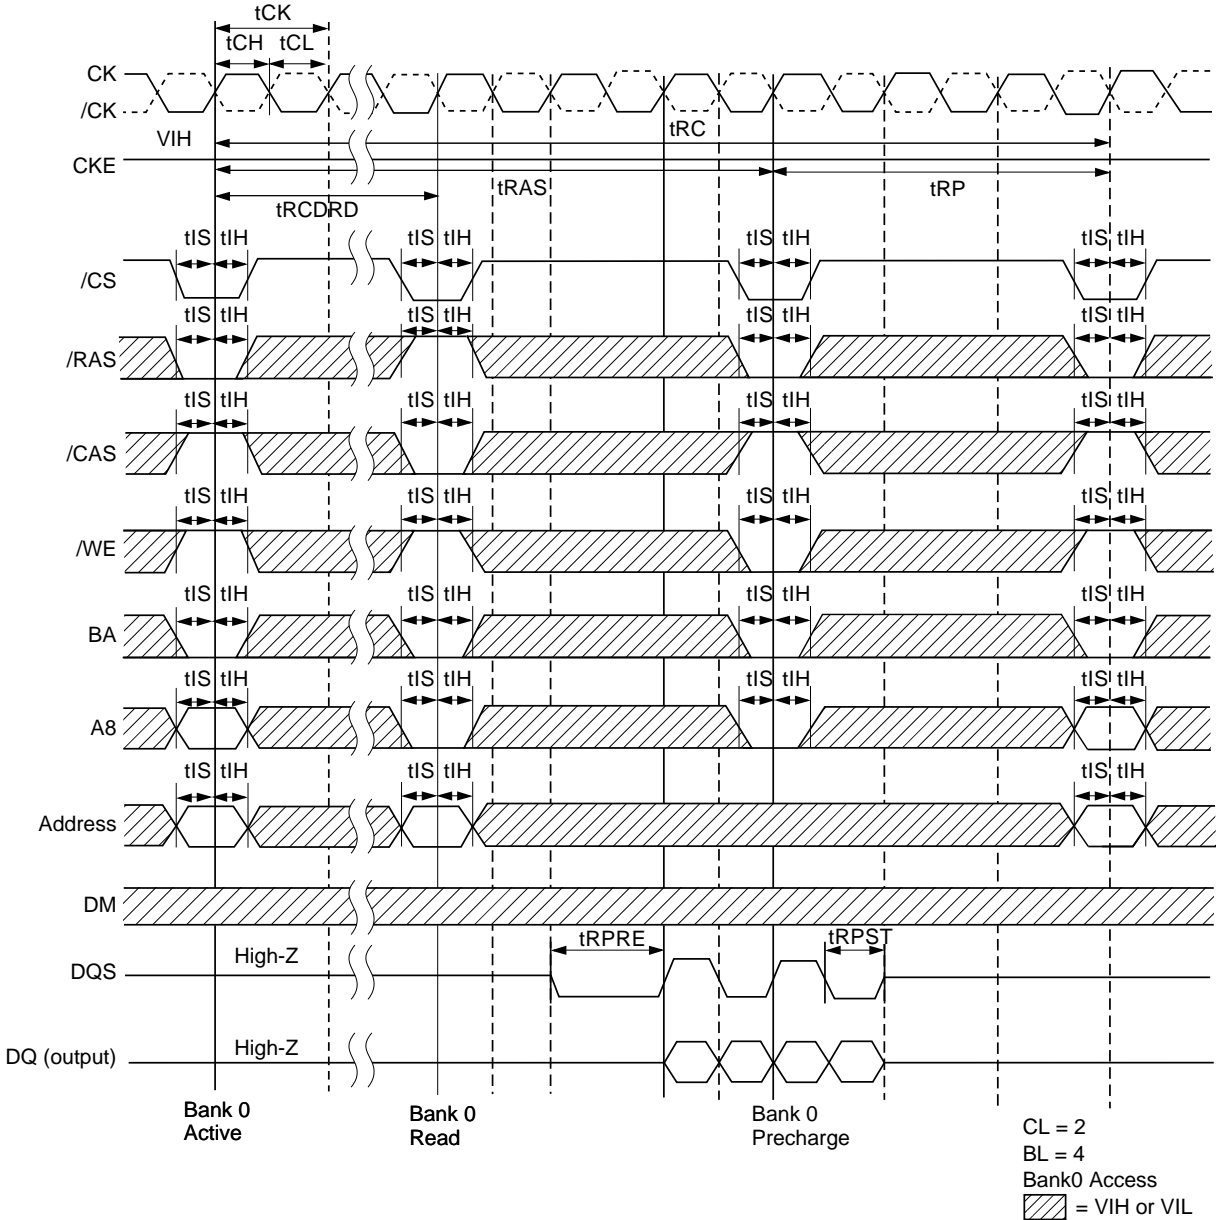 tCK
tCH tCL
CK
/CK
VIH
tRC
CKE
tRAS
tRP
tRCDRD
tIS tIH tIS tIH tIS tIH tIS tIH
/CS
tIS tIH tIS tIH tIS tIH tIS tIH
/RAS
tIS tIH tIS tIH tIS tIH tIS tIH
/CAS
tIS tIH tIS tIH tIS tIH tIS tIH
/WE
tIS tIH tIS tIH tIS tIH tIS tIH
BA
tIS tIH tIS tIH tIS tIH tIS tIH
A8
tIS tIH tIS tIH tIS tIH
Address
DM
tRPRE tRPST
High-Z
DQS
High-Z
DQ (output)
Bank 0
Active
Bank 0
Read
Bank 0
Precharge
CL = 2
BL = 4
Bank0 Access
= VIH or VIL